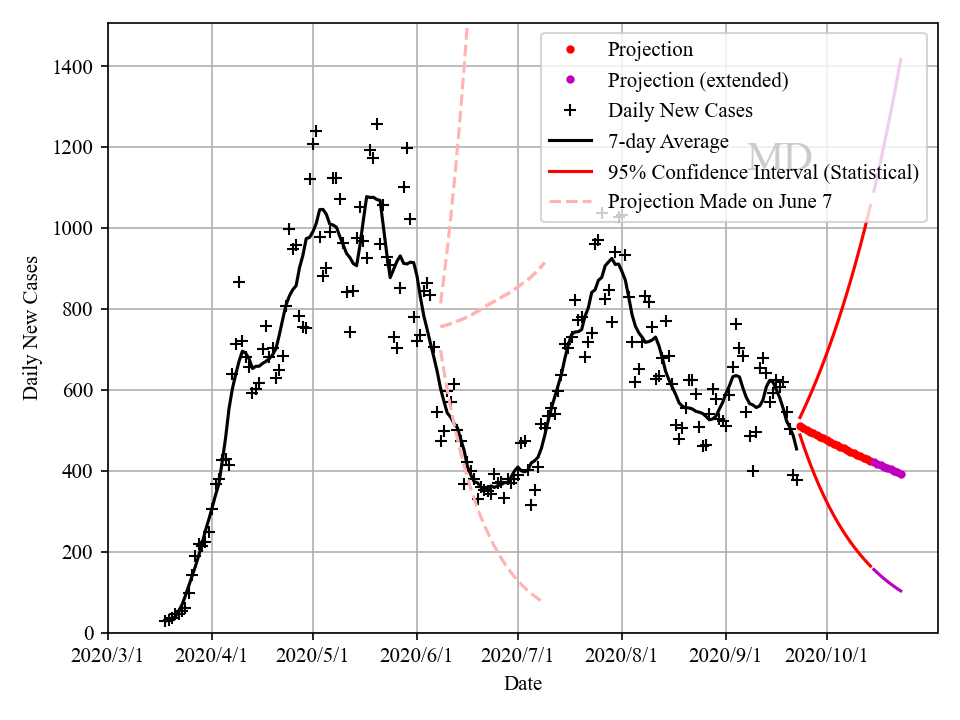 1400
1200
1000
800
600
400
200
0
Daily New Cases
2020/3/1
2020/4/1
2020/5/1
2020/6/1
2020/7/1
2020/8/1
2020/9/1
2020/10/1
Date
Projection
Projection (extended)
Daily New Cases
7-day Average
95% Confidence Interval (Statistical)
Projection Made on June 7
MD